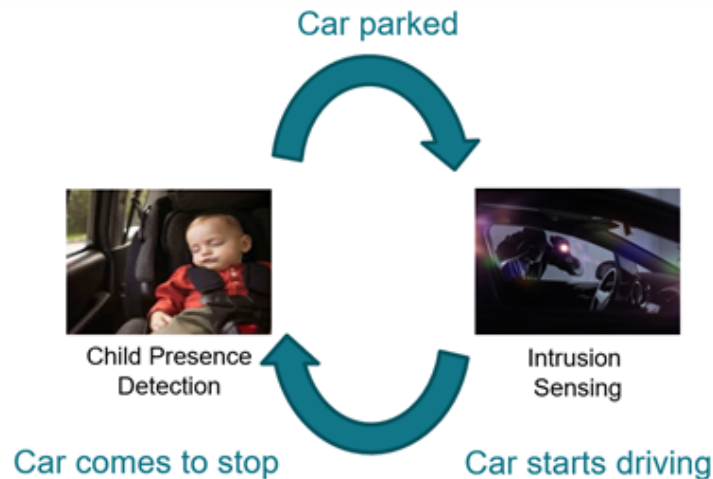 Car parked
Child Presence
Detection
Intrusion
Sensing
Car comes to stop
Car starts driving